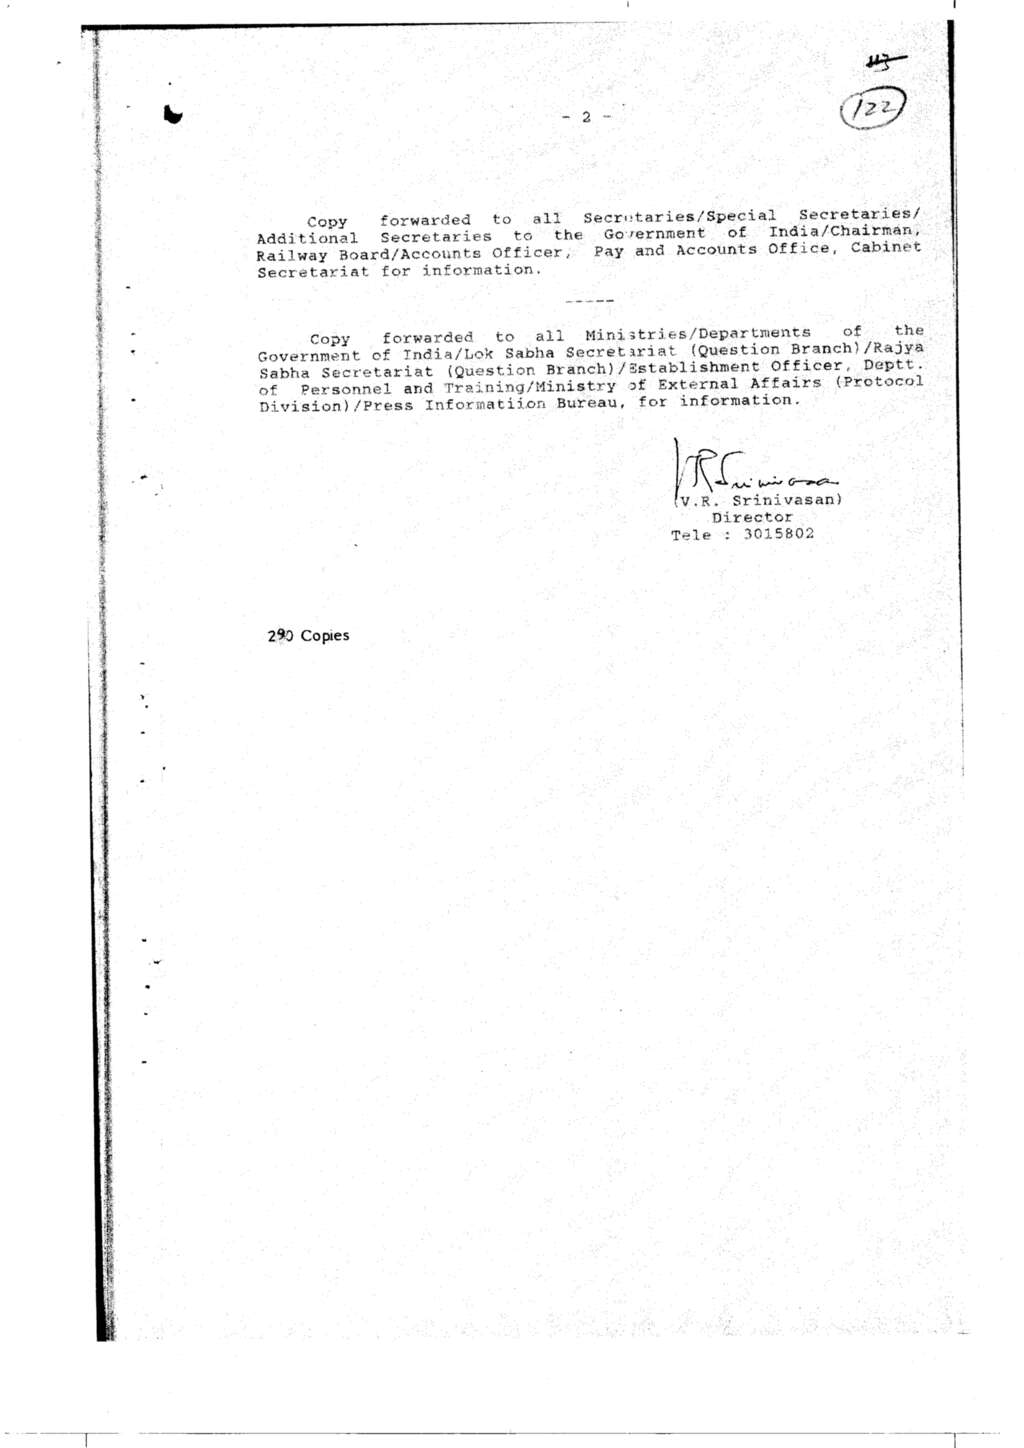 113
122
- 2 -
Copy forwarded to all Secretaries/Special Secretaries/
Additional Secretaries to the Government of India/Chairman,
Railway Board/Accounts Officer, Pay and Accounts Office, Cabinet
Secretariat for information.
-----
Copy forwarded to all Ministries/Departments of the
Government of India/Lok Sabha Secretariat (Question Branch)/Rajya
Sabha Secretariat (Question Branch)/Establishment Officer, Deptt.
of Personnel and Training/Ministry of External Affairs (Protocol
Division)/Press Informatiion Bureau, for information.
VR Srinivasan
(V.R. Srinivasan)
Director
Tele : 3015802
290 Copies